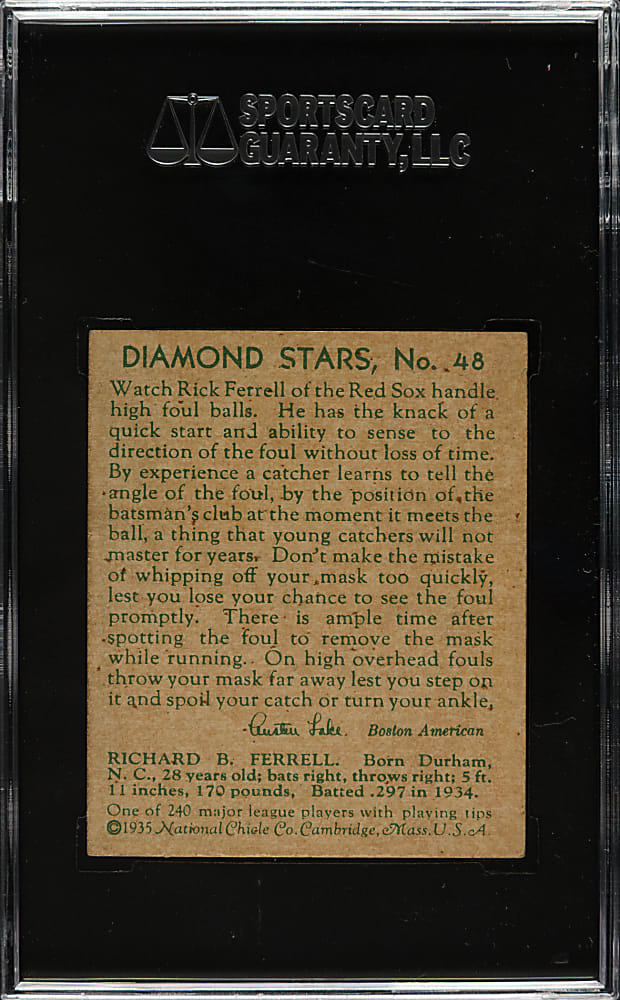 SPORTSCARD
GUARANTY, LLC
DIAMOND STARS, No. 48
Watch Rick Ferrell of the Red Sox handle
high foul balls. He has the knack of a
quick start and ability to sense to the
direction of the foul without loss of time.
By experience a catcher learns to tell the
angle of the foul, by the position of the
batsman's club at the moment it meets the
ball, a thing that young catchers will not
master for years. Don't make the mistake
of whipping off your mask too quickly,
lest you lose your chance to see the foul
promptly. There is ample time after
spotting the foul to remove the mask
while running. On high overhead fouls
throw your mask far away lest you step on
it and spoil your catch or turn your ankle.
Austen Lake. Boston American
RICHARD B. FERRELL. Born Durham,
N. C., 28 years old; bats right, throws right; 5 ft.
11 inches, 170 pounds, Batted .297 in 1934.
One of 240 major league players with playing tips
©1935 National Chicle Co. Cambridge, Mass. U.S.A.